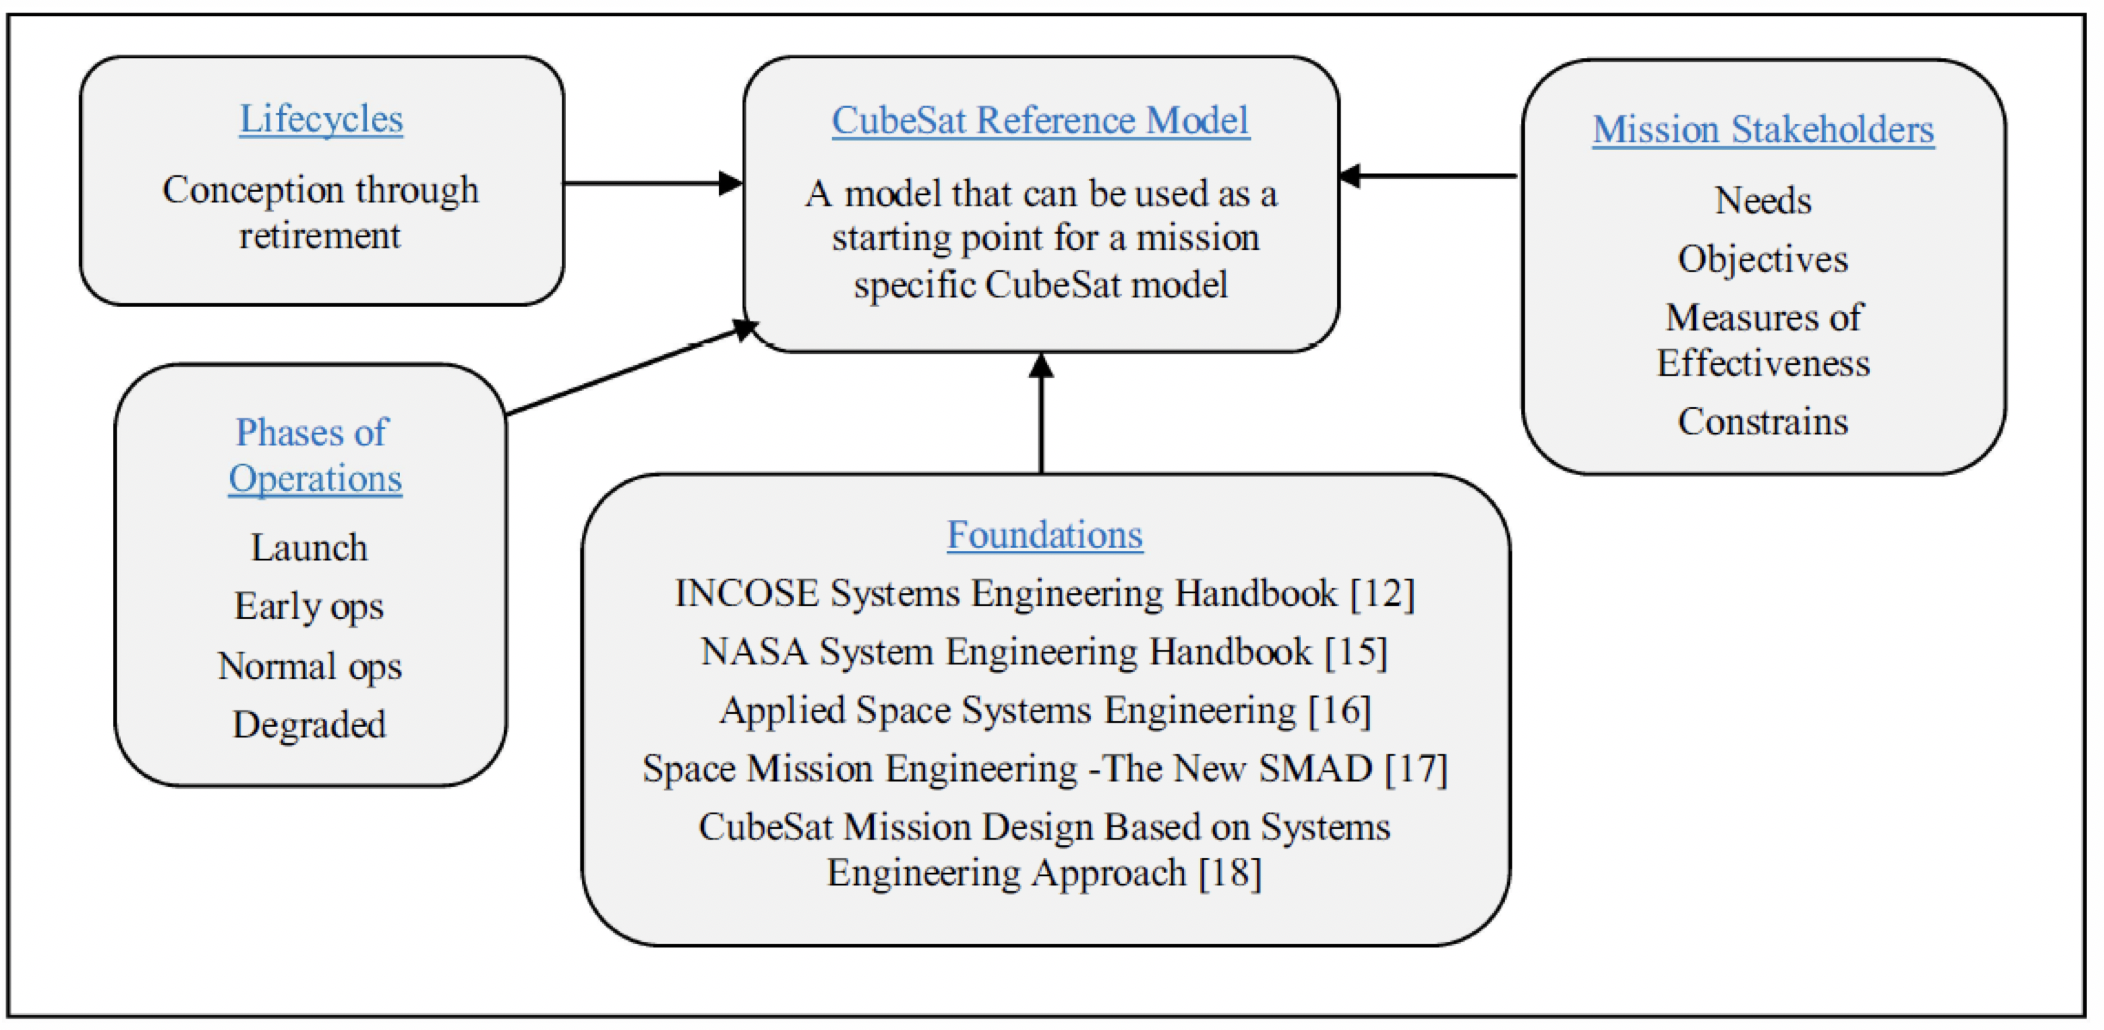 Lifecycles
Conception through
retirement
CubeSat Reference Model
A model that can be used as a
starting point for a mission
specific CubeSat model
Mission Stakeholders
Needs
Objectives
Measures of
Effectiveness
Constrains
Phases of
Operations
Launch
Early ops
Normal ops
Degraded
Foundations
INCOSE Systems Engineering Handbook [12]
NASA System Engineering Handbook [15]
Applied Space Systems Engineering [16]
Space Mission Engineering -The New SMAD [17]
CubeSat Mission Design Based on Systems
Engineering Approach [18]